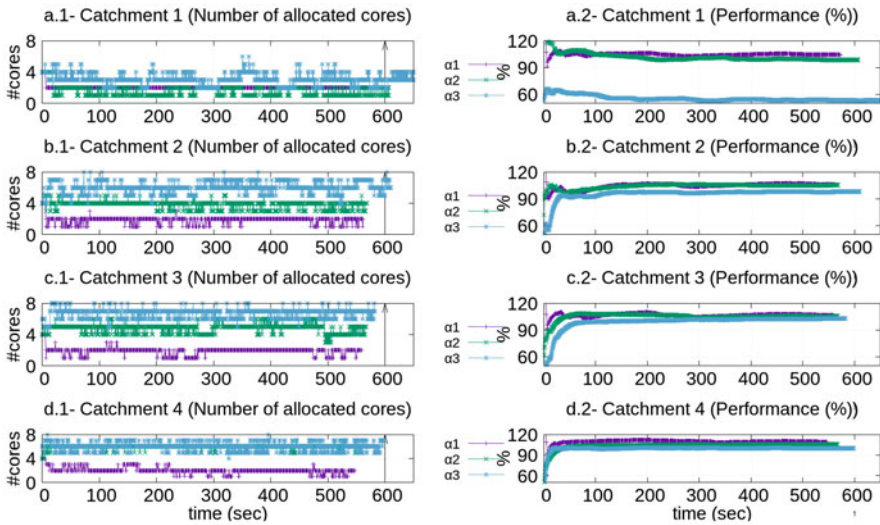 a.1- Catchment 1 (Number of allocated cores)
a.2- Catchment 1 (Performance (%))
#cores
8
4
0
0 100 200 300 400 500 600
α1
α2
α3
%
120
90
60
0 100 200 300 400 500 600
b.1- Catchment 2 (Number of allocated cores)
b.2- Catchment 2 (Performance (%))
#cores
8
4
0
0 100 200 300 400 500 600
α1
α2
α3
%
120
90
60
0 100 200 300 400 500 600
c.1- Catchment 3 (Number of allocated cores)
c.2- Catchment 3 (Performance (%))
#cores
8
4
0
0 100 200 300 400 500 600
α1
α2
α3
%
120
90
60
0 100 200 300 400 500 600
d.1- Catchment 4 (Number of allocated cores)
d.2- Catchment 4 (Performance (%))
#cores
8
4
0
0 100 200 300 400 500 600
time (sec)
α1
α2
α3
%
120
90
60
0 100 200 300 400 500 600
time (sec)